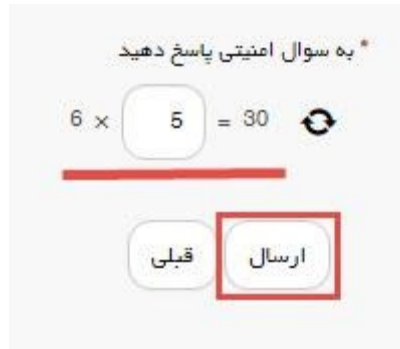 * به سوال امنیتی پاسخ دهید
6 × 5 = 30
ارسال قبلی